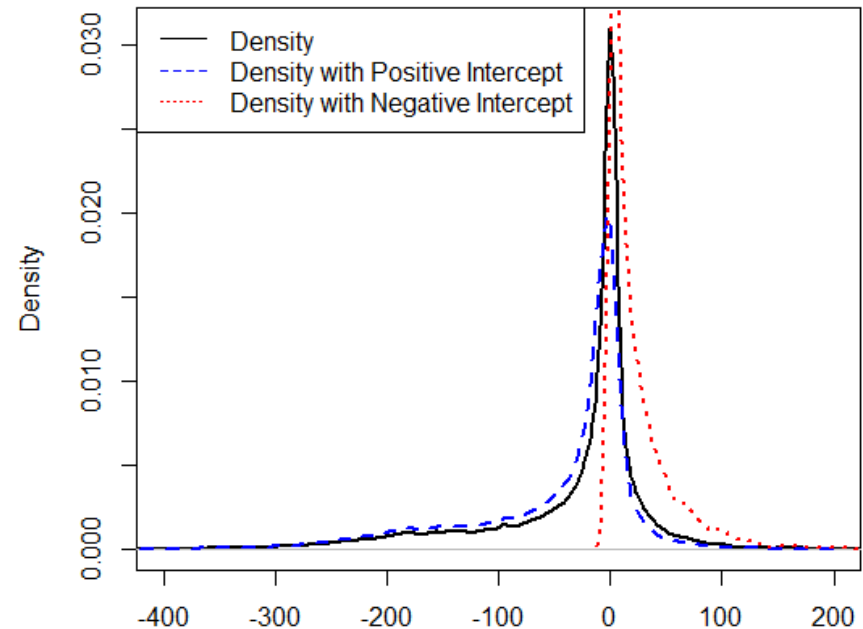 Density
Density with Positive Intercept
Density with Negative Intercept
Density
0.030
0.020
0.010
0.000
-400 -300 -200 -100 0 100 200